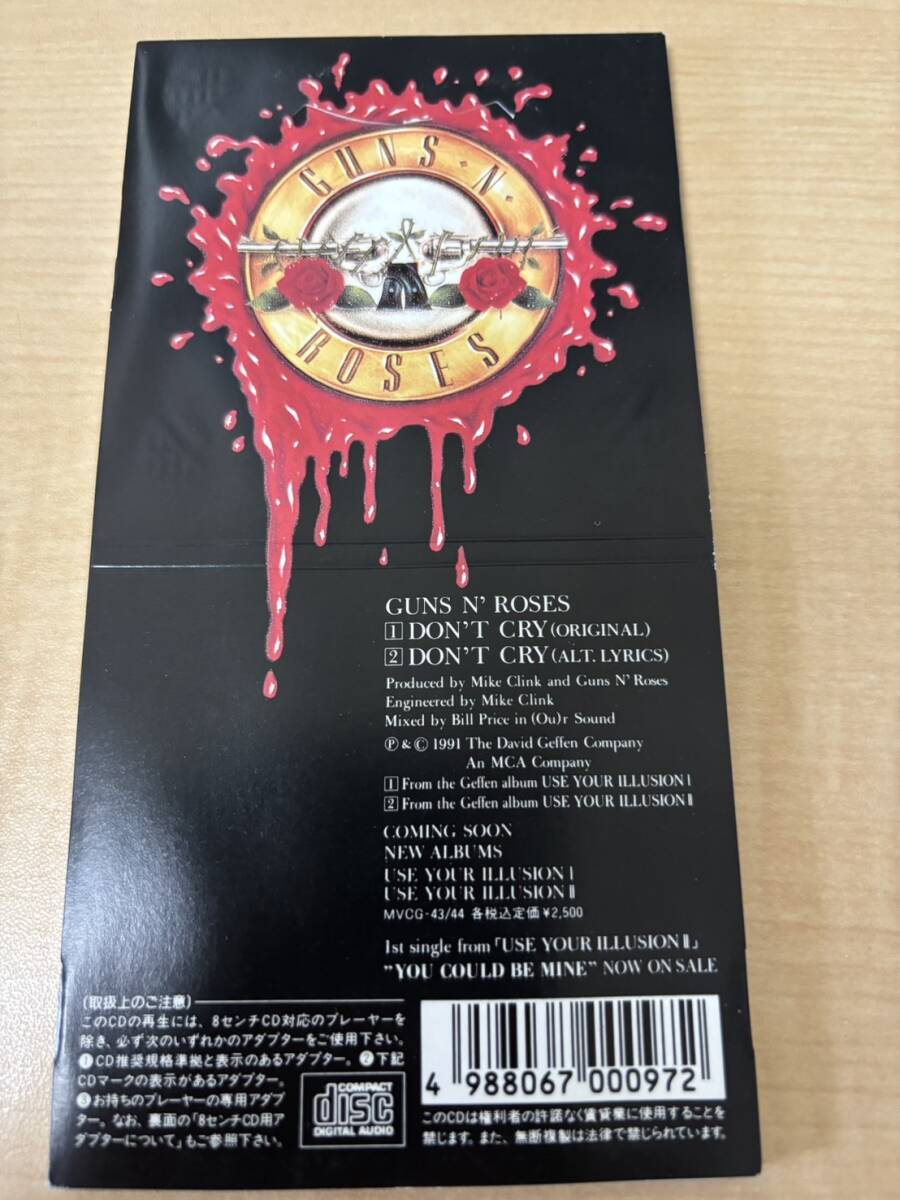 GUNS • N •
ROSES
GUNS N' ROSES
1 DON'T CRY (ORIGINAL)
2 DON'T CRY (ALT. LYRICS)
Produced by Mike Clink and Guns N' Roses
Engineered by Mike Clink
Mixed by Bill Price in (Ou)r Sound
Ⓟ & © 1991 The David Geffen Company
An MCA Company
1 From the Geffen album USE YOUR ILLUSION I
2 From the Geffen album USE YOUR ILLUSION II
COMING SOON
NEW ALBUMS
USE YOUR ILLUSION I
USE YOUR ILLUSION II
MVCG-43/44 各税込定価¥2,500
1st single from「USE YOUR ILLUSION II」
"YOU COULD BE MINE" NOW ON SALE
(取扱上のご注意)
このCDの再生には、8センチCD対応のプレーヤーを
除き、必ず次のいずれかのアダプターをご使用下さい。
❶CD推奨規格準拠と表示のあるアダプター。❷下記
CDマークの表示があるアダプター。
❸お持ちのプレーヤーの専用アダプ
ター。なお、裏面の「8センチCD用ア
ダプターについて」もご参照下さい。
COMPACT
disc
DIGITAL AUDIO
4 988067 000972
このCDは権利者の許諾なく賃貸業に使用することを
禁じます。また、無断複製は法律で禁じられています。